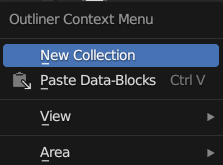 Outliner Context Menu
New Collection
Paste Data-Blocks Ctrl V
View
Area